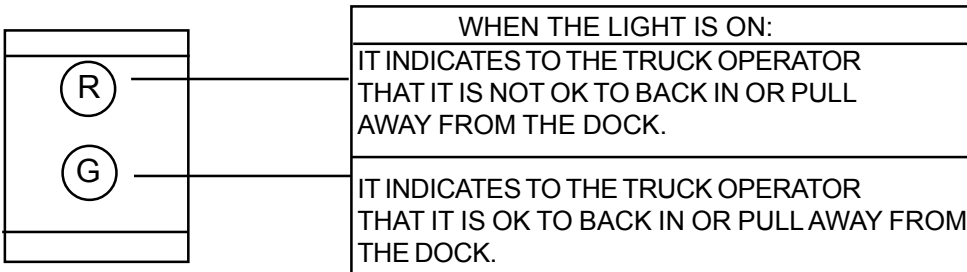 WHEN THE LIGHT IS ON:
R
IT INDICATES TO THE TRUCK OPERATOR
THAT IT IS NOT OK TO BACK IN OR PULL
AWAY FROM THE DOCK.
G
IT INDICATES TO THE TRUCK OPERATOR
THAT IT IS OK TO BACK IN OR PULL AWAY FROM
THE DOCK.